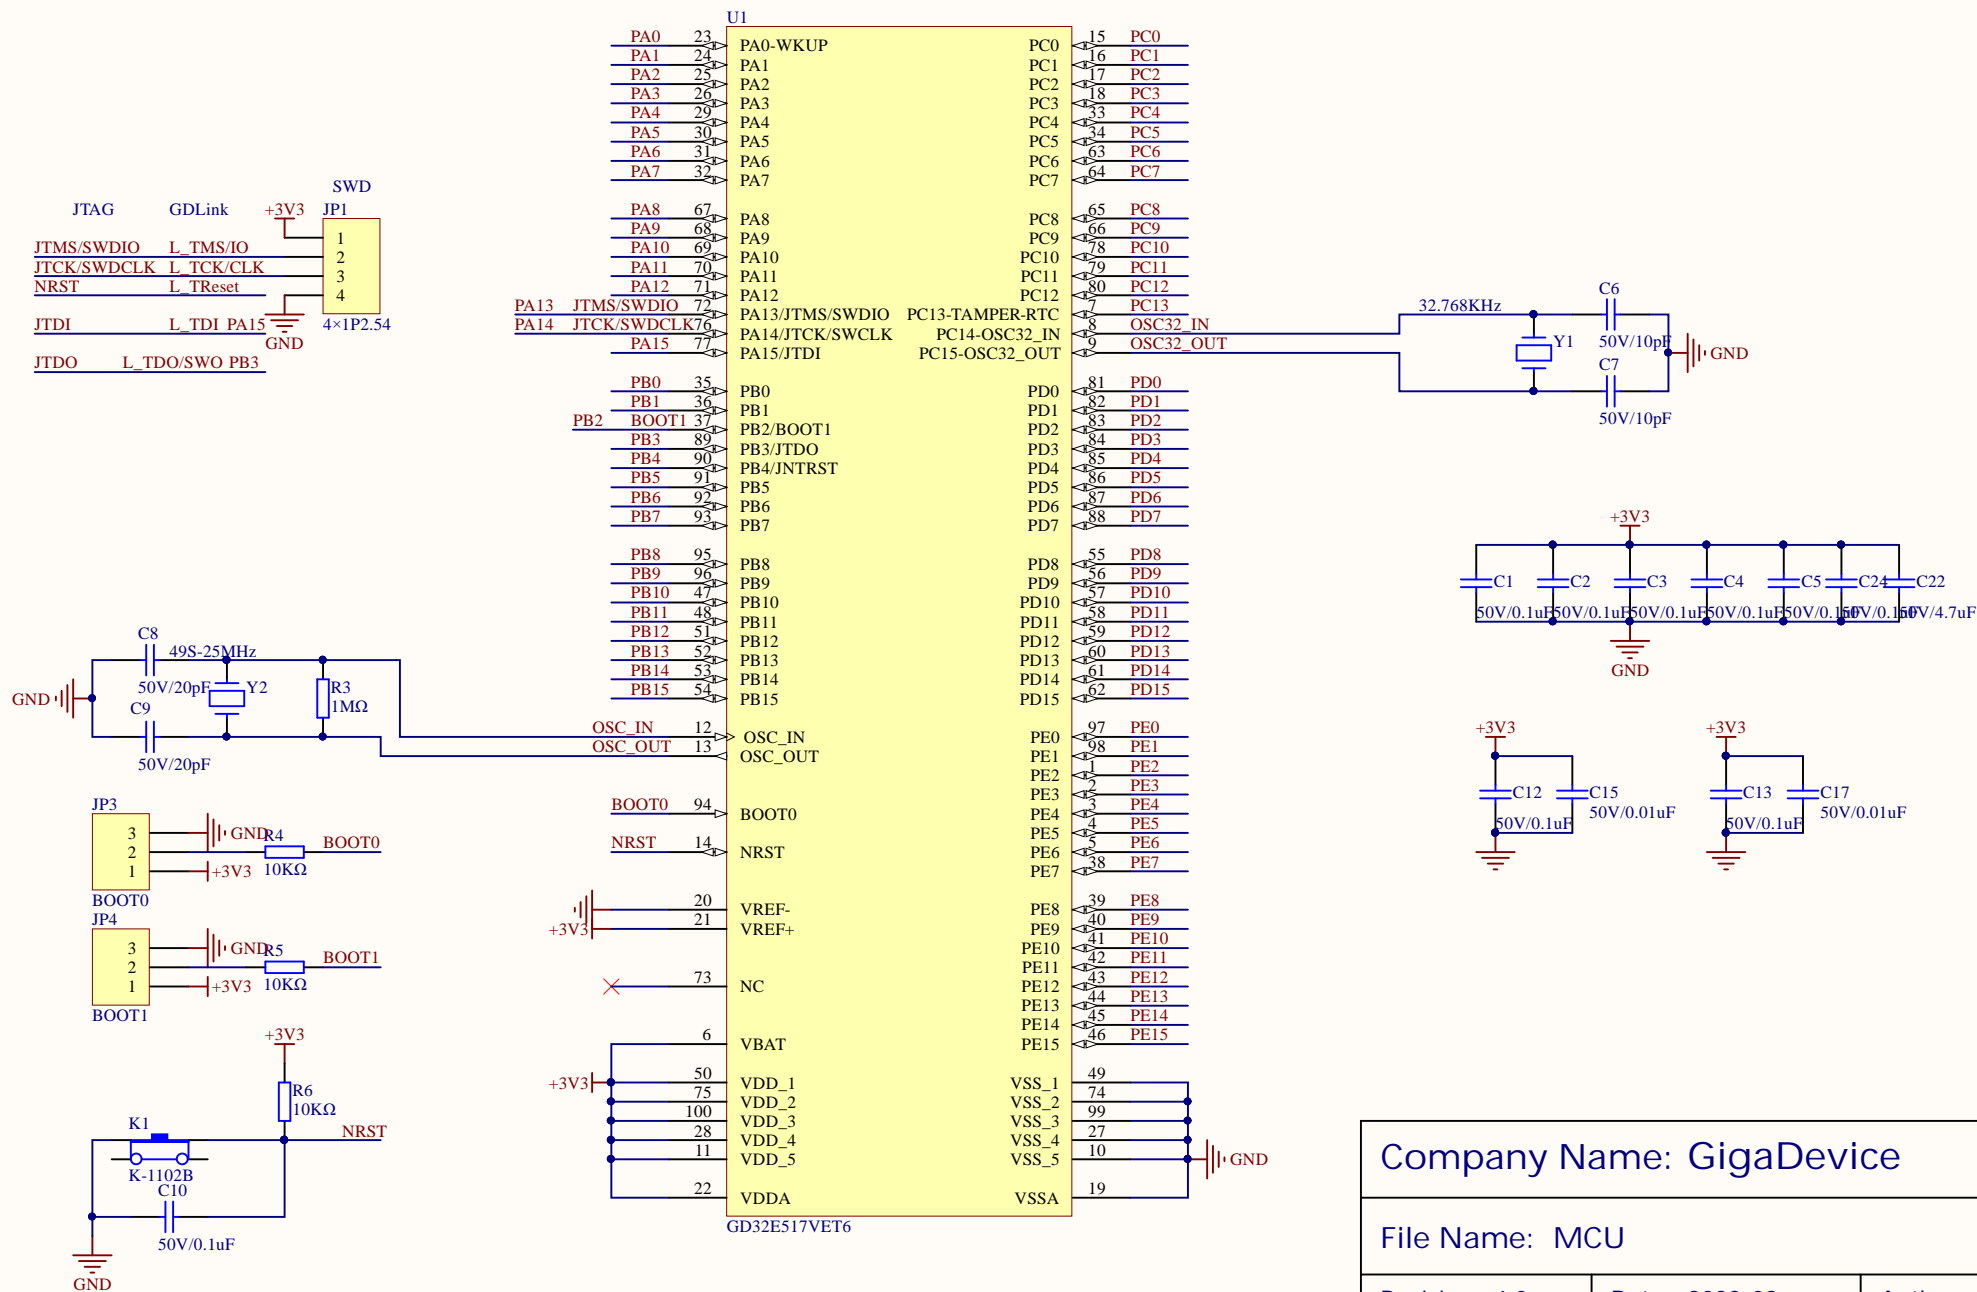 U1
PA0 23 PA0-WKUP PC0 15 PC0
PA1 24 PA1 PC1 16 PC1
PA2 25 PA2 PC2 17 PC2
PA3 26 PA3 PC3 18 PC3
PA4 29 PA4 PC4 33 PC4
PA5 30 PA5 PC5 34 PC5
PA6 31 PA6 PC6 63 PC6
PA7 32 PA7 PC7 64 PC7
PA8 67 PA8 PC8 65 PC8
PA9 68 PA9 PC9 66 PC9
PA10 69 PA10 PC10 78 PC10
PA11 70 PA11 PC11 79 PC11
PA12 71 PA12 PC12 80 PC12
PA13 JTMS/SWDIO 72 PA13/JTMS/SWDIO PC13-TAMPER-RTC 7 PC13
PA14 JTCK/SWDCLK 76 PA14/JTCK/SWCLK PC14-OSC32_IN 8 OSC32_IN
PA15 77 PA15/JTDI PC15-OSC32_OUT 9 OSC32_OUT
PB0 35 PB0 PD0 81 PD0
PB1 36 PB1 PD1 82 PD1
PB2 BOOT1 37 PB2/BOOT1 PD2 83 PD2
PB3 89 PB3/JTDO PD3 84 PD3
PB4 90 PB4/JNTRST PD4 85 PD4
PB5 91 PB5 PD5 86 PD5
PB6 92 PB6 PD6 87 PD6
PB7 93 PB7 PD7 88 PD7
PB8 95 PB8 PD8 55 PD8
PB9 96 PB9 PD9 56 PD9
PB10 47 PB10 PD10 57 PD10
PB11 48 PB11 PD11 58 PD11
PB12 51 PB12 PD12 59 PD12
PB13 52 PB13 PD13 60 PD13
PB14 53 PB14 PD14 61 PD14
PB15 54 PB15 PD15 62 PD15
OSC_IN 12 OSC_IN PE0 97 PE0
OSC_OUT 13 OSC_OUT PE1 98 PE1
PE2 1 PE2
PE3 2 PE3
BOOT0 94 BOOT0 PE4 3 PE4
PE5 4 PE5
NRST 14 NRST PE6 5 PE6
PE7 38 PE7
20 VREF- PE8 39 PE8
+3V3 21 VREF+ PE9 40 PE9
PE10 41 PE10
PE11 42 PE11
73 NC PE12 43 PE12
PE13 44 PE13
PE14 45 PE14
6 VBAT PE15 46 PE15
+3V3 50 VDD_1 VSS_1 49
75 VDD_2 VSS_2 74
100 VDD_3 VSS_3 99
28 VDD_4 VSS_4 27
11 VDD_5 VSS_5 10 GND
22 VDDA VSSA 19
GD32E517VET6
SWD
JTAG GDLink +3V3 JP1
1
JTMS/SWDIO L_TMS/IO 2
JTCK/SWDCLK L_TCK/CLK 3
NRST L_TReset 4
JTDI L_TDI PA15 4×1P2.54
GND
JTDO L_TDO/SWO PB3
C8
49S-25MHz
50V/20pF Y2 R3
GND
C9 1MΩ
50V/20pF
JP3
3 GND R4
2 BOOT0
1 +3V3 10KΩ
BOOT0
JP4
3 GND R5
2 BOOT1
1 +3V3 10KΩ
BOOT1
+3V3
R6
10KΩ
K1
NRST
K-1102B
C10
50V/0.1uF
GND
C6
32.768KHz
Y1 50V/10pF GND
C7
50V/10pF
+3V3
C1 C2 C3 C4 C5 C24 C22
50V/0.1uF 50V/0.1uF 50V/0.1uF 50V/0.1uF 50V/0.1uF 50V/0.1uF 50V/4.7uF
GND
+3V3 +3V3
C12 C15 C13 C17
50V/0.01uF 50V/0.01uF
50V/0.1uF 50V/0.1uF
Company Name: GigaDevice
File Name: MCU